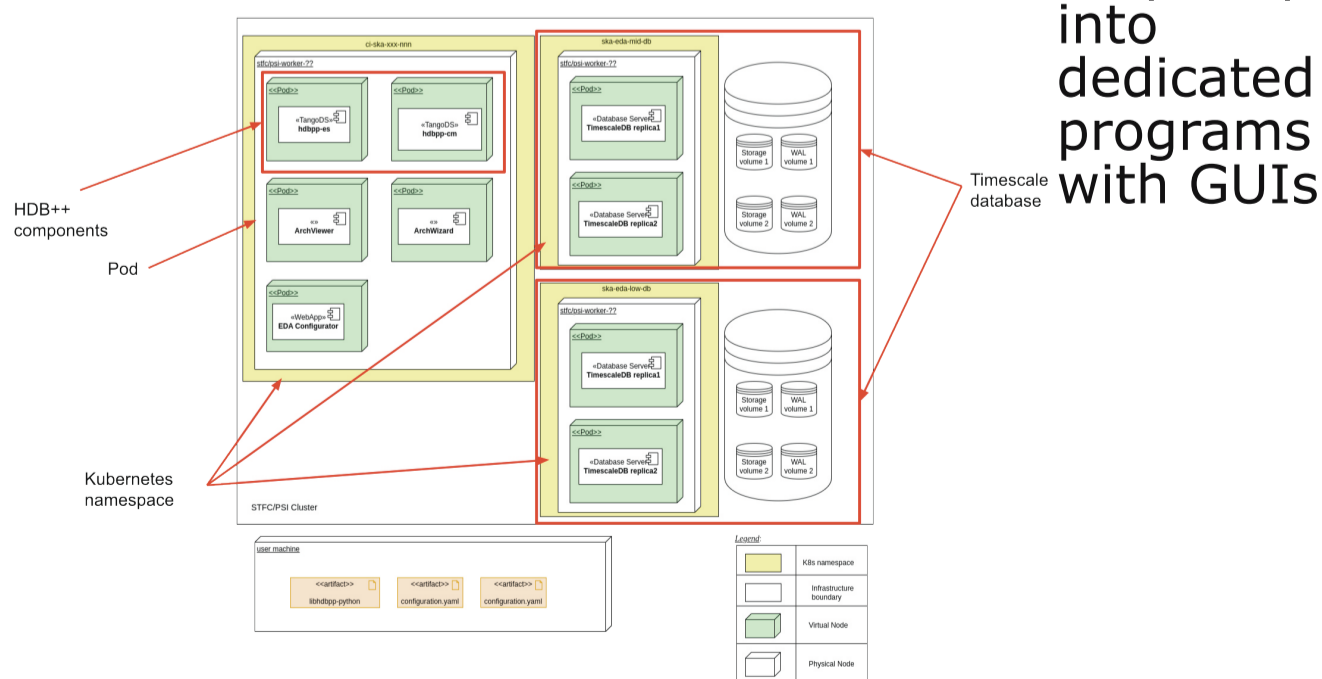 into
dedicated
programs
with GUIs
HDB++
components
Pod
Kubernetes
namespace
Timescale
database
ci-ska-xxx-nnn
stfc/psi-worker-??
<<Pod>>
«TangoDS»
hdbpp-es
<<Pod>>
«TangoDS»
hdbpp-cm
<<Pod>>
«»
ArchViewer
<<Pod>>
«»
ArchWizard
<<Pod>>
«WebApp»
EDA Configurator
STFC/PSI Cluster
ska-eda-mid-db
stfc/psi-worker-??
<<Pod>>
«Database Server»
TimescaleDB replica1
<<Pod>>
«Database Server»
TimescaleDB replica2
Storage
volume 1
WAL
volume 1
Storage
volume 2
WAL
volume 2
ska-eda-low-db
stfc/psi-worker-??
<<Pod>>
«Database Server»
TimescaleDB replica1
<<Pod>>
«Database Server»
TimescaleDB replica2
Storage
volume 1
WAL
volume 1
Storage
volume 2
WAL
volume 2
user machine
<<artifact>>
libhdbpp-python
<<artifact>>
configuration.yaml
<<artifact>>
configuration.yaml
Legend:
K8s namespace
Infrastructure
boundary
Virtual Node
Physical Node